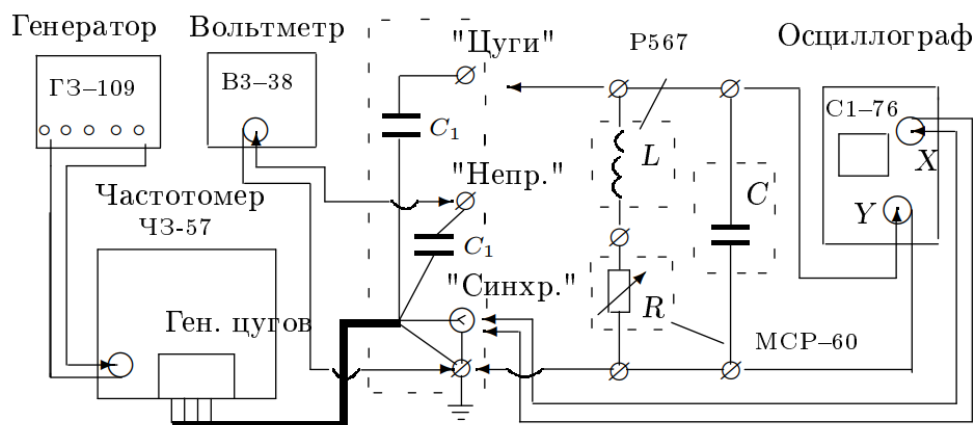 Генератор
Вольтметр
"Цуги"
Р567
Осциллограф
ГЗ–109
В3–38
С1–76
C₁
L
X
Частотомер
"Непр."
C
ЧЗ-57
Y
C₁
"Синхр."
Ген. цугов
R
МСР–60